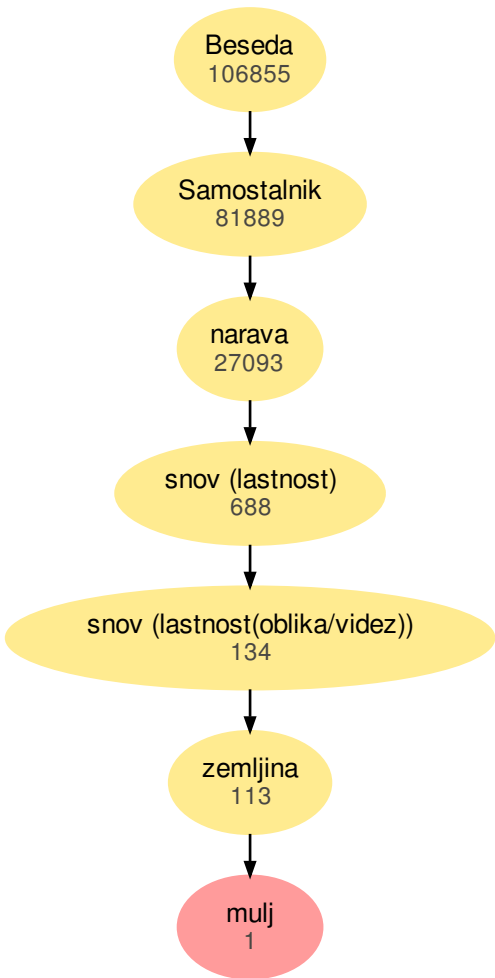 Beseda
106855
Samostalnik
81889
narava
27093
snov (lastnost)
688
snov (lastnost(oblika/videz))
134
zemljina
113
mulj
1